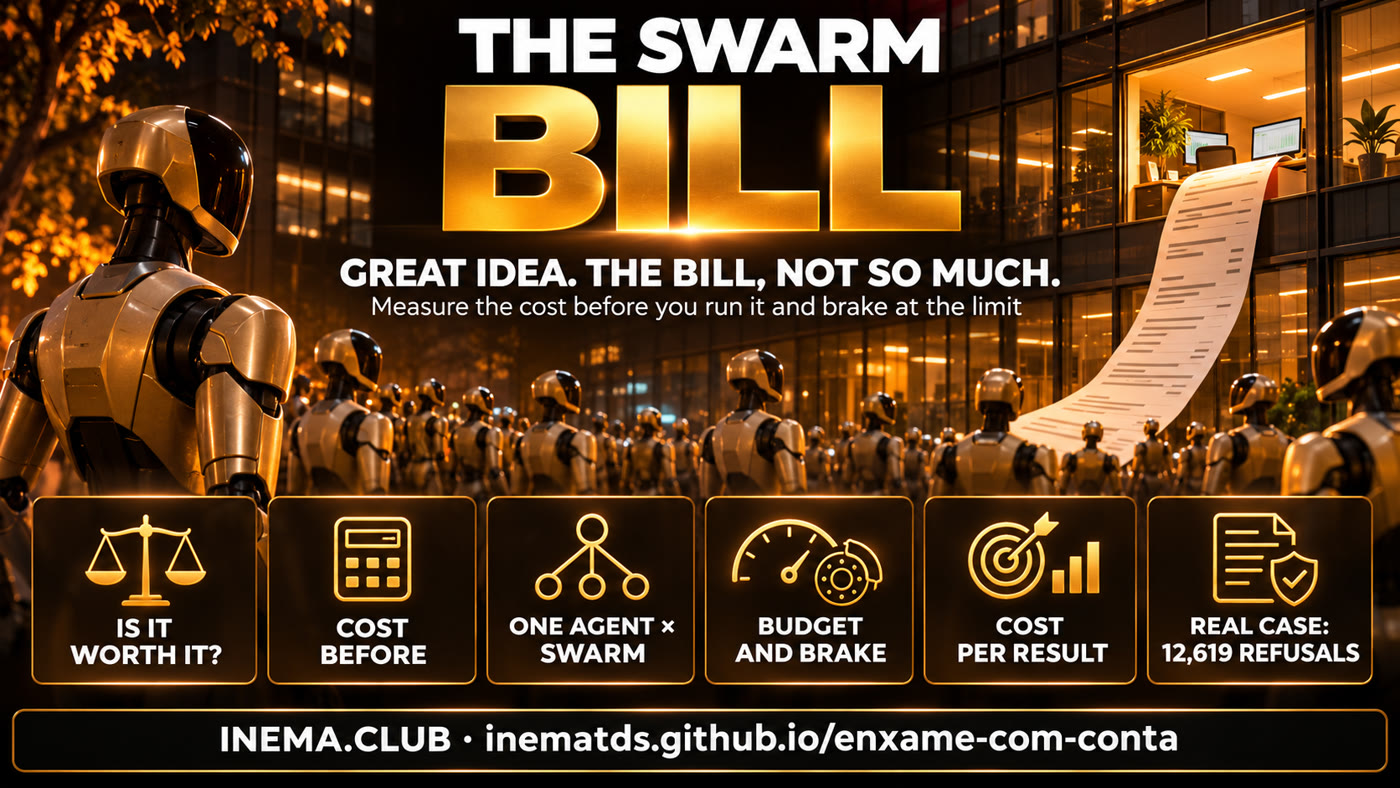 THE SWARM
BILL
GREAT IDEA. THE BILL, NOT SO MUCH.
Measure the cost before you run it and brake at the limit
IS IT
WORTH IT?
COST
BEFORE
ONE AGENT ×
SWARM
BUDGET
AND BRAKE
COST
PER RESULT
REAL CASE:
12,619 REFUSALS
INEMA.CLUB · inematds.github.io/enxame-com-conta